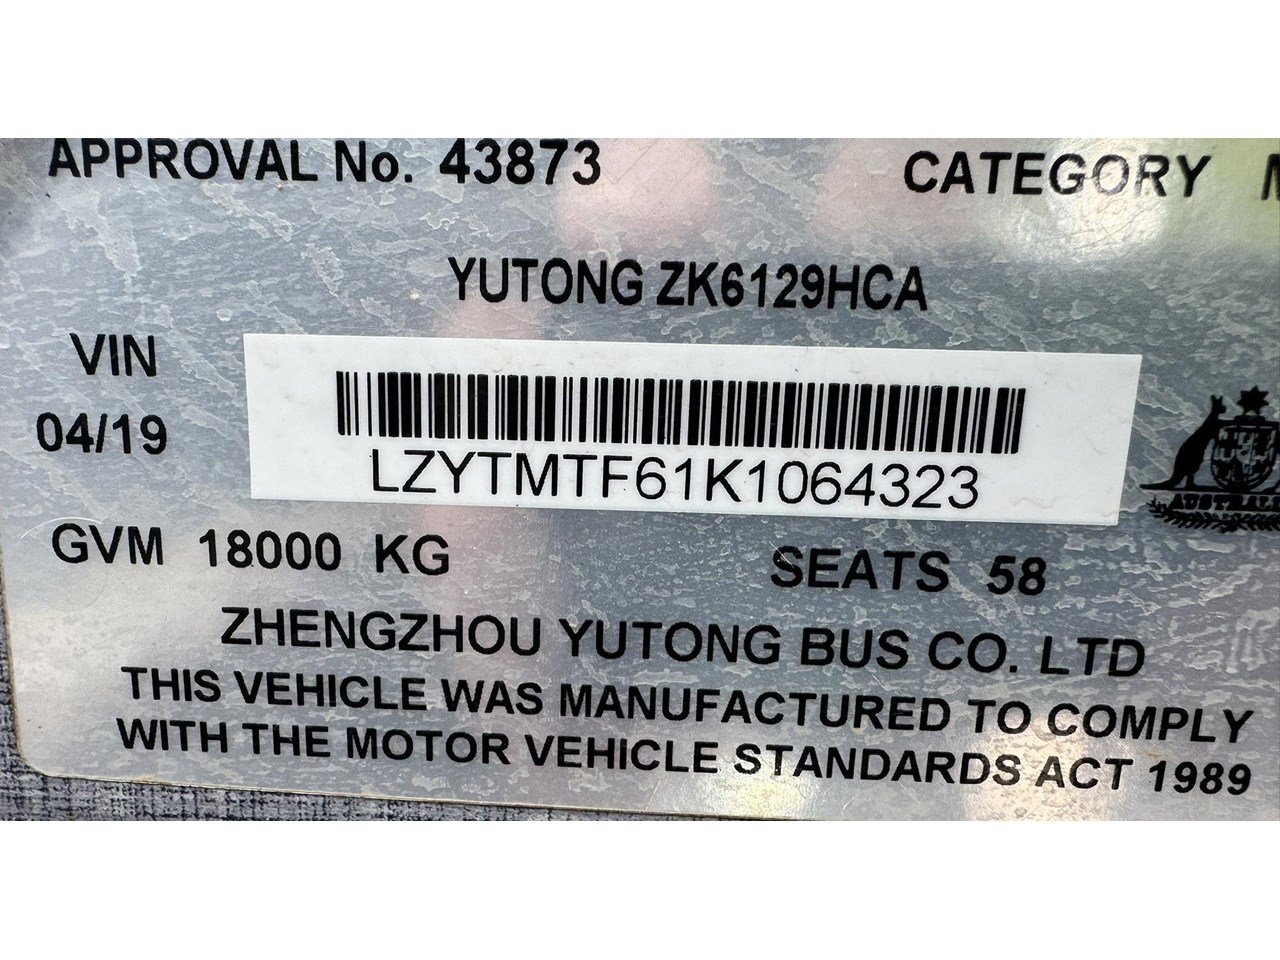 APPROVAL No. 43873
CATEGORY
YUTONG ZK6129HCA
VIN
04/19
LZYTMTF61K1064323
AUSTRALIA
GVM 18000 KG
SEATS 58
ZHENGZHOU YUTONG BUS CO. LTD
THIS VEHICLE WAS MANUFACTURED TO COMPLY
WITH THE MOTOR VEHICLE STANDARDS ACT 1989